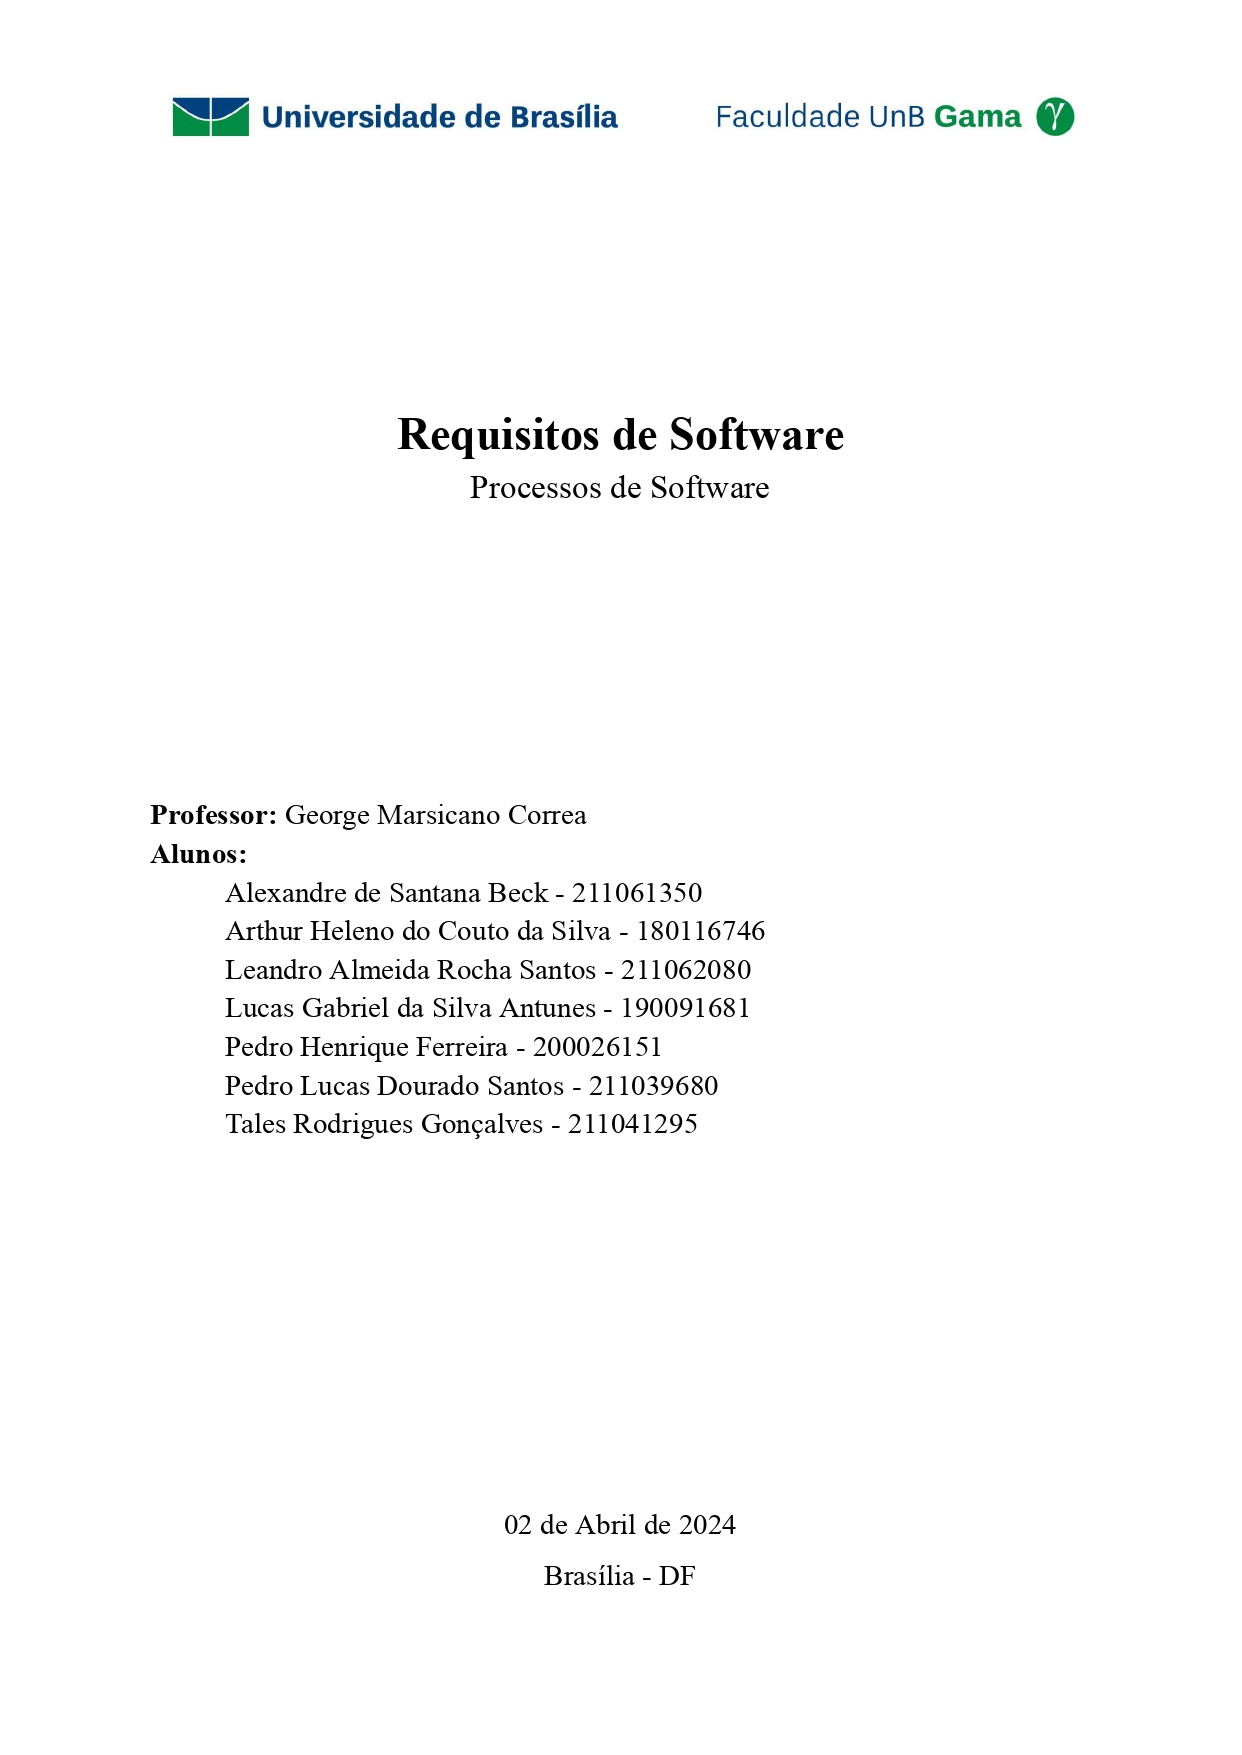 Universidade de Brasília Faculdade UnB Gama
Requisitos de Software
Processos de Software
Professor: George Marsicano Correa
Alunos:
Alexandre de Santana Beck - 211061350
Arthur Heleno do Couto da Silva - 180116746
Leandro Almeida Rocha Santos - 211062080
Lucas Gabriel da Silva Antunes - 190091681
Pedro Henrique Ferreira - 200026151
Pedro Lucas Dourado Santos - 211039680
Tales Rodrigues Gonçalves - 211041295
02 de Abril de 2024
Brasília - DF